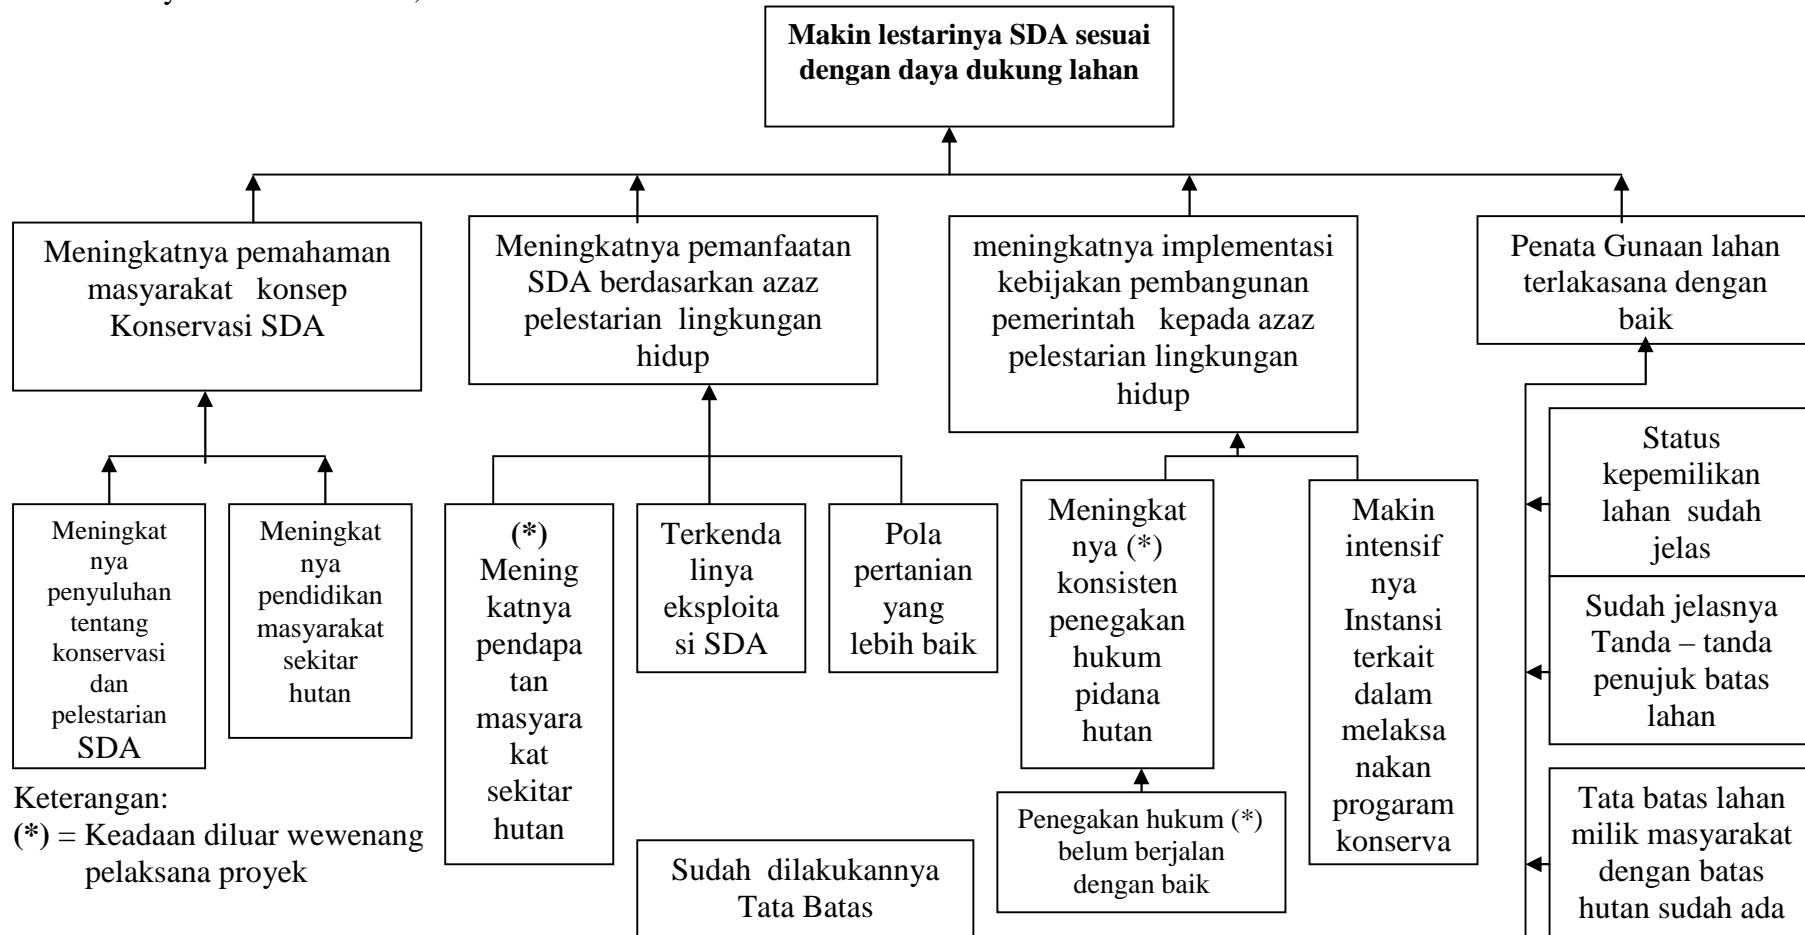 Makin lestarinya SDA sesuai
dengan daya dukung lahan
Meningkatnya pemahaman
masyarakat konsep
Konservasi SDA
Meningkatnya pemanfaatan
SDA berdasarkan azaz
pelestarian lingkungan
hidup
meningkatnya implementasi
kebijakan pembangunan
pemerintah kepada azaz
pelestarian lingkungan
hidup
Penata Gunaan lahan
terlakasana dengan
baik
Meningkat
nya
penyuluhan
tentang
konservasi
dan
pelestarian
SDA
Meningkat
nya
pendidikan
masyarakat
sekitar
hutan
(*)
Mening
katnya
pendapa
tan
masyara
kat
sekitar
hutan
Terkenda
linya
eksploita
si SDA
Pola
pertanian
yang
lebih baik
Meningkat
nya (*)
konsisten
penegakan
hukum
pidana
hutan
Makin
intensif
nya
Instansi
terkait
dalam
melaksa
nakan
progaram
konserva
Status
kepemilikan
lahan sudah
jelas
Sudah jelasnya
Tanda – tanda
penujuk batas
lahan
Tata batas lahan
milik masyarakat
dengan batas
hutan sudah ada
Penegakan hukum (*)
belum berjalan
dengan baik
Sudah dilakukannya
Tata Batas
Keterangan:
(*) = Keadaan diluar wewenang
pelaksana proyek